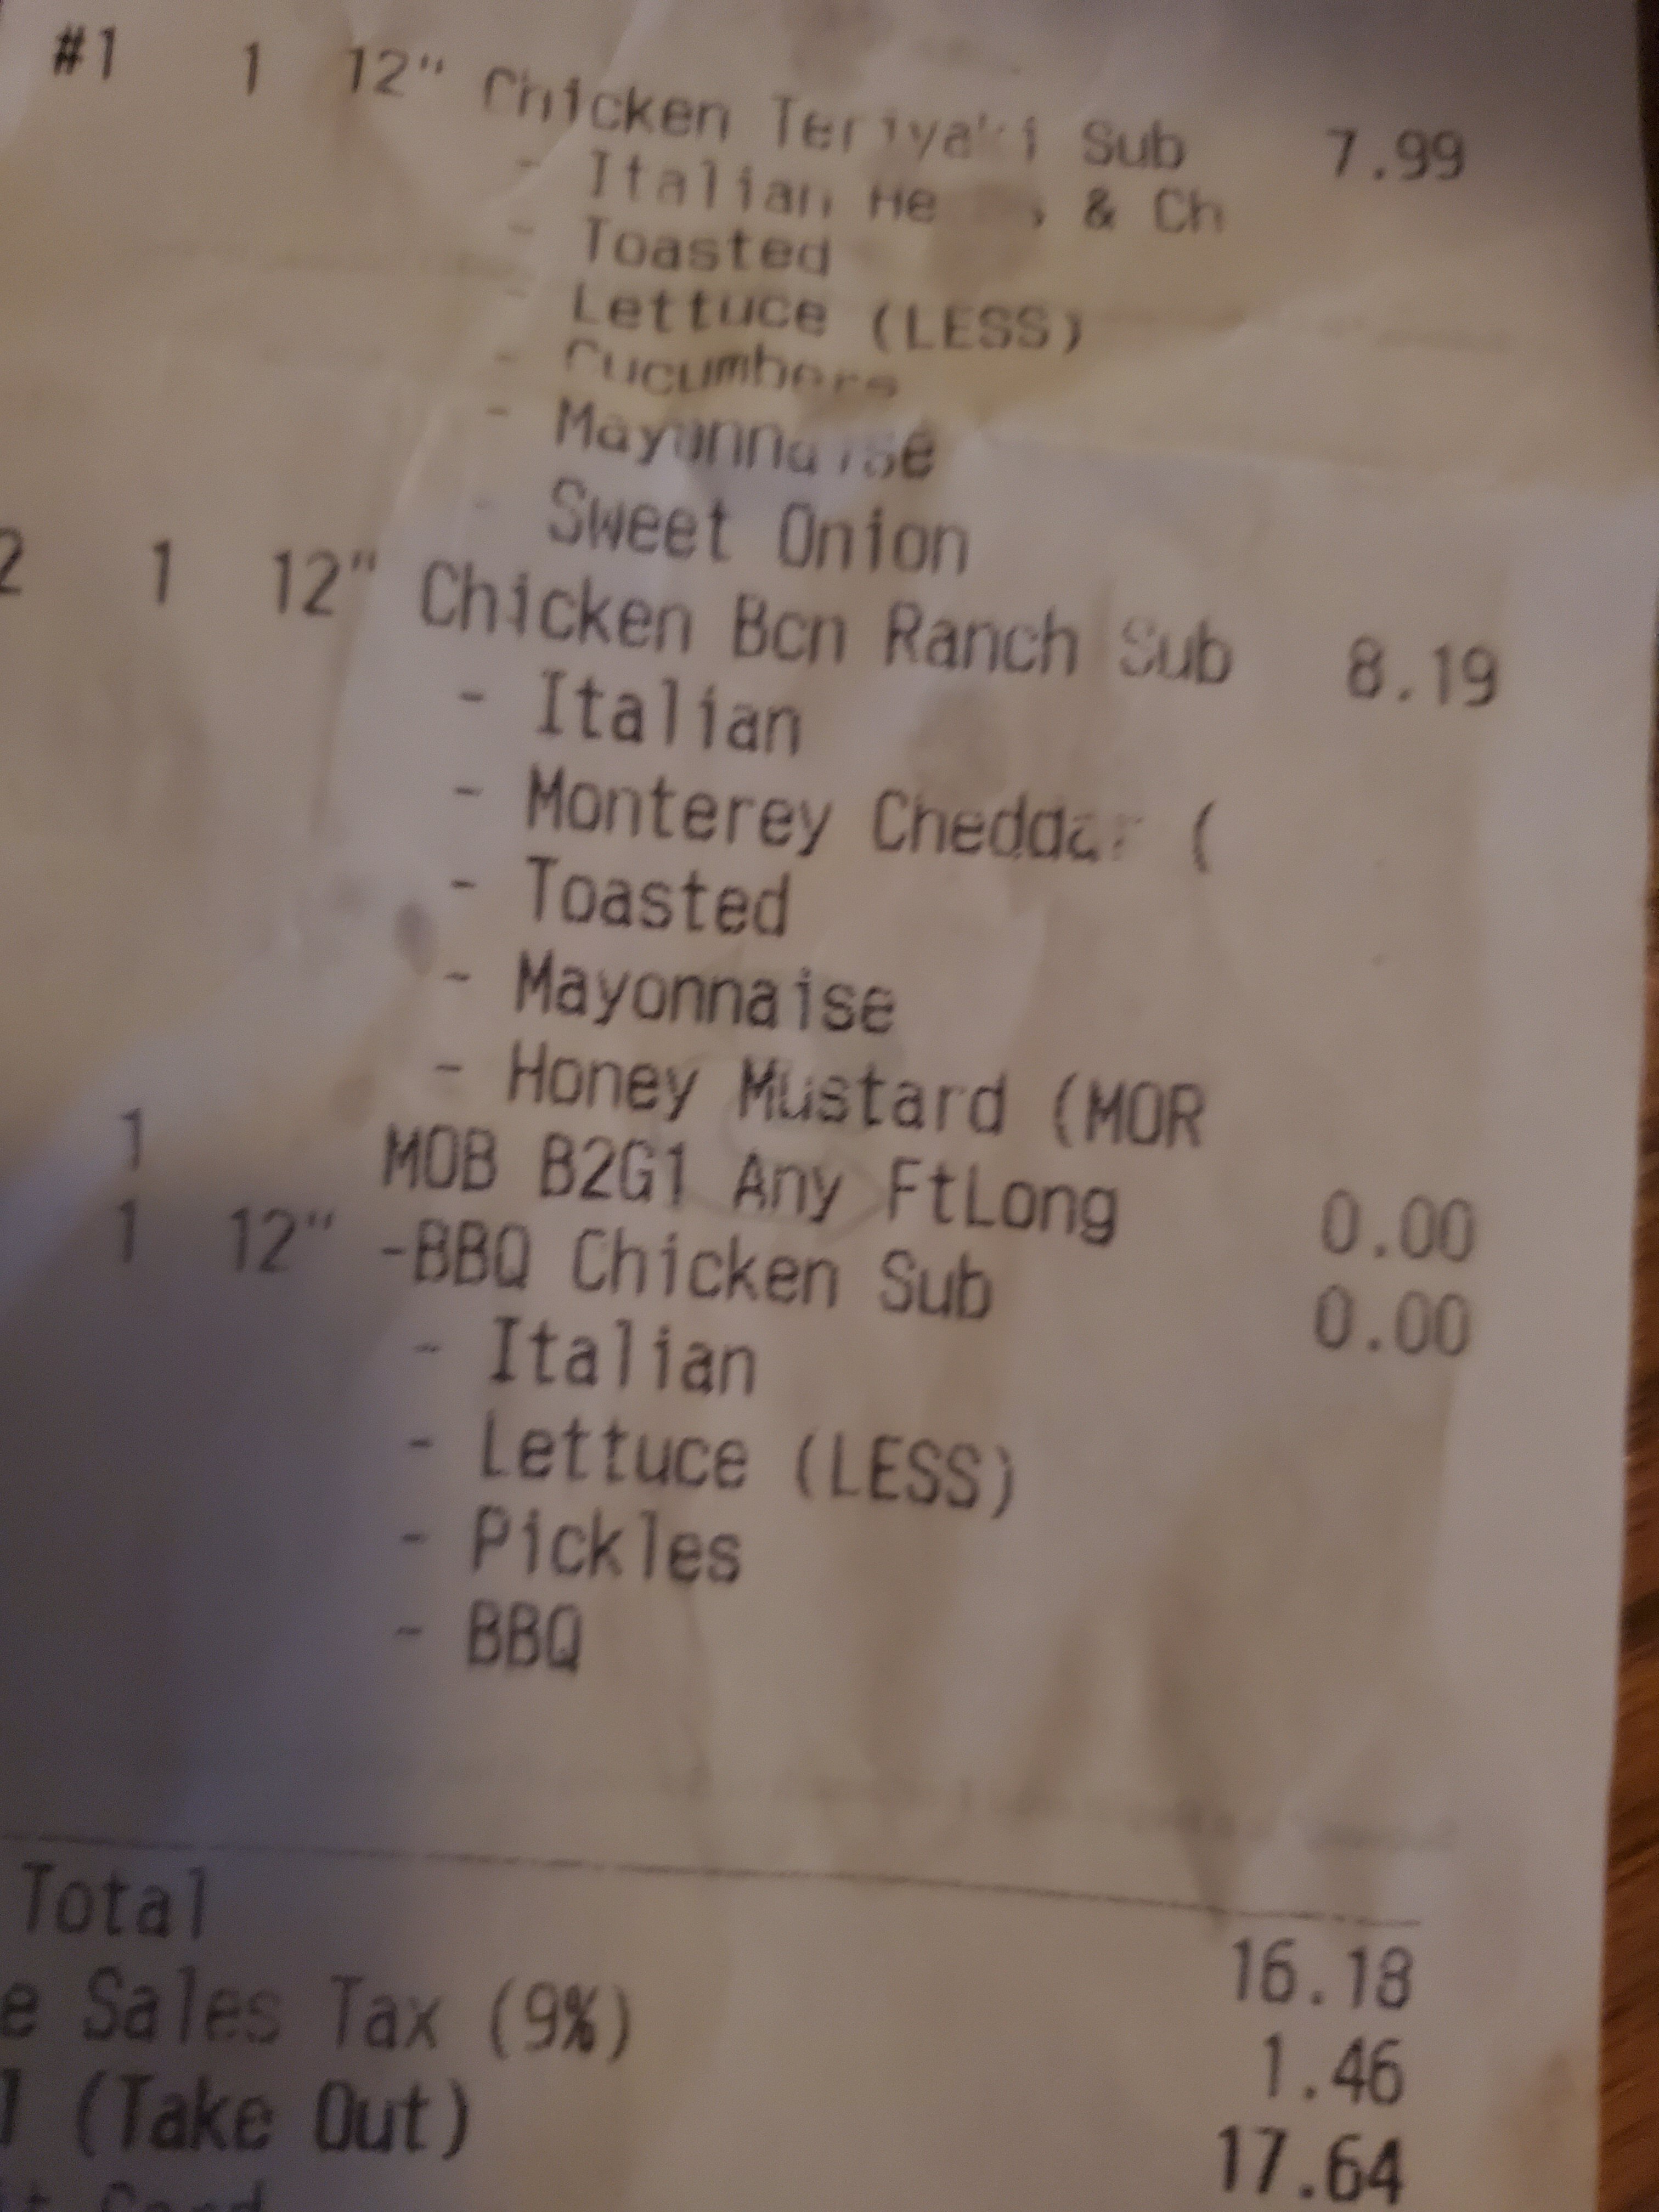 #1 1 12" Chicken Teriyaki Sub 7.99
- Italian He & Ch
- Toasted
- Lettuce (LESS)
- Cucumbers
- Mayonnaise
- Sweet Onion
2 1 12" Chicken Bcn Ranch Sub 8.19
- Italian
- Monterey Cheddar (
- Toasted
- Mayonnaise
- Honey Mustard (MOR
1 MOB B2G1 Any FtLong 0.00
1 12" -BBQ Chicken Sub 0.00
- Italian
- Lettuce (LESS)
- Pickles
- BBQ
Total 16.18
e Sales Tax (9%) 1.46
l (Take Out) 17.64